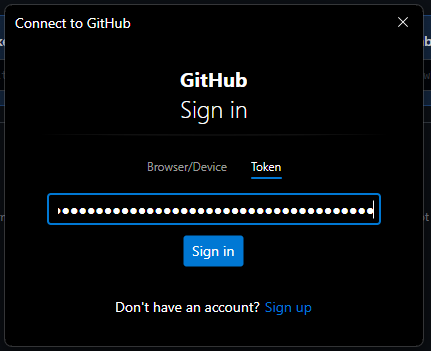 Connect to GitHub
GitHub
Sign in
Browser/Device Token
Sign in
Don't have an account? Sign up